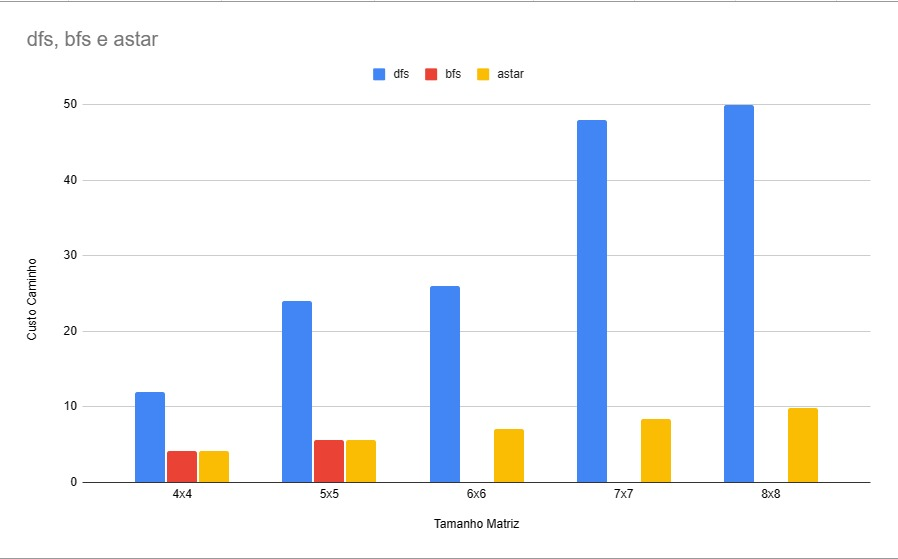 dfs, bfs e astar
dfs bfs astar
50
40
30
20
10
0
Custo Caminho
4x4 5x5 6x6 7x7 8x8
Tamanho Matriz